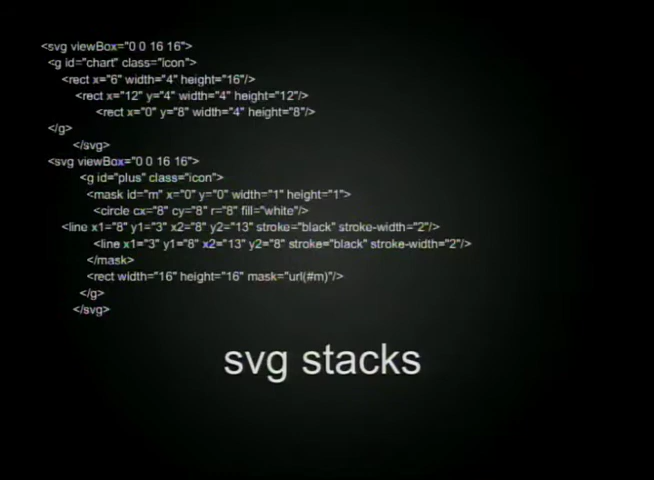 <svg viewBox="0 0 16 16">
<g id="chart" class="icon">
<rect x="6" width="4" height="16"/>
<rect x="12" y="4" width="4" height="12"/>
<rect x="0" y="8" width="4" height="8"/>
</g>
</svg>
<svg viewBox="0 0 16 16">
<g id="plus" class="icon">
<mask id="m" x="0" y="0" width="1" height="1">
<circle cx="8" cy="8" r="8" fill="white"/>
<line x1="8" y1="3" x2="8" y2="13" stroke="black" stroke-width="2"/>
<line x1="3" y1="8" x2="13" y2="8" stroke="black" stroke-width="2"/>
</mask>
<rect width="16" height="16" mask="url(#m)"/>
</g>
</svg>
svg stacks